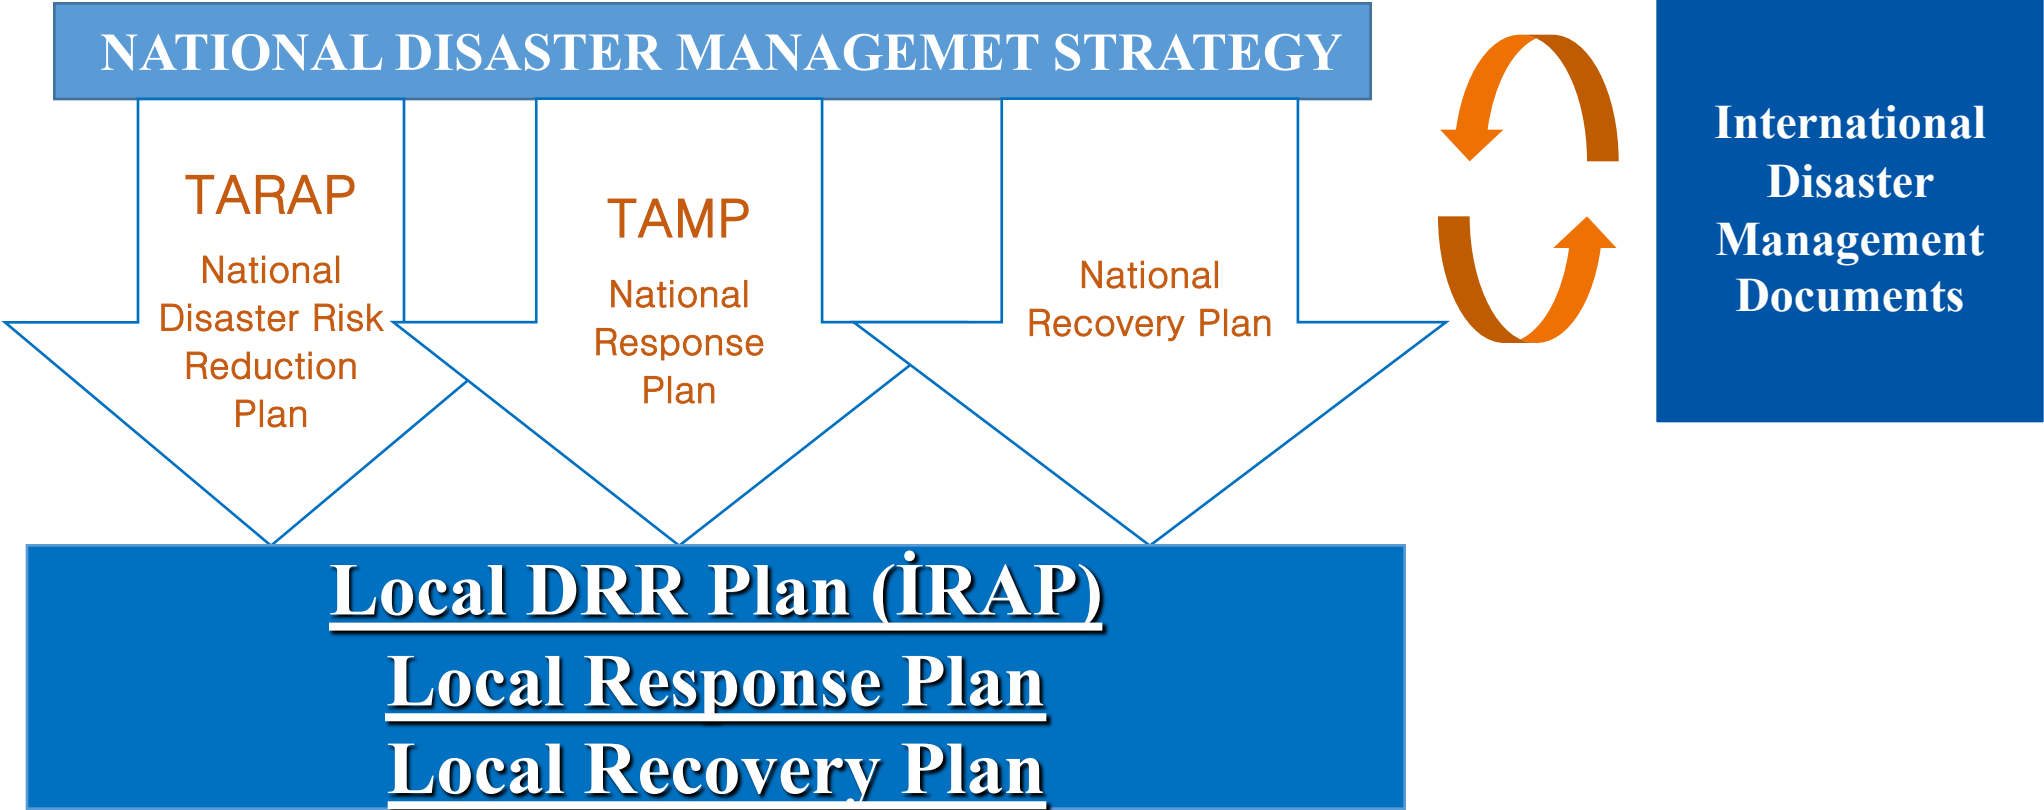 NATIONAL DISASTER MANAGEMET STRATEGY
TARAP
National
Disaster Risk
Reduction
Plan
TAMP
National
Response
Plan
National
Recovery Plan
International
Disaster
Management
Documents
Local DRR Plan (İRAP)
Local Response Plan
Local Recovery Plan